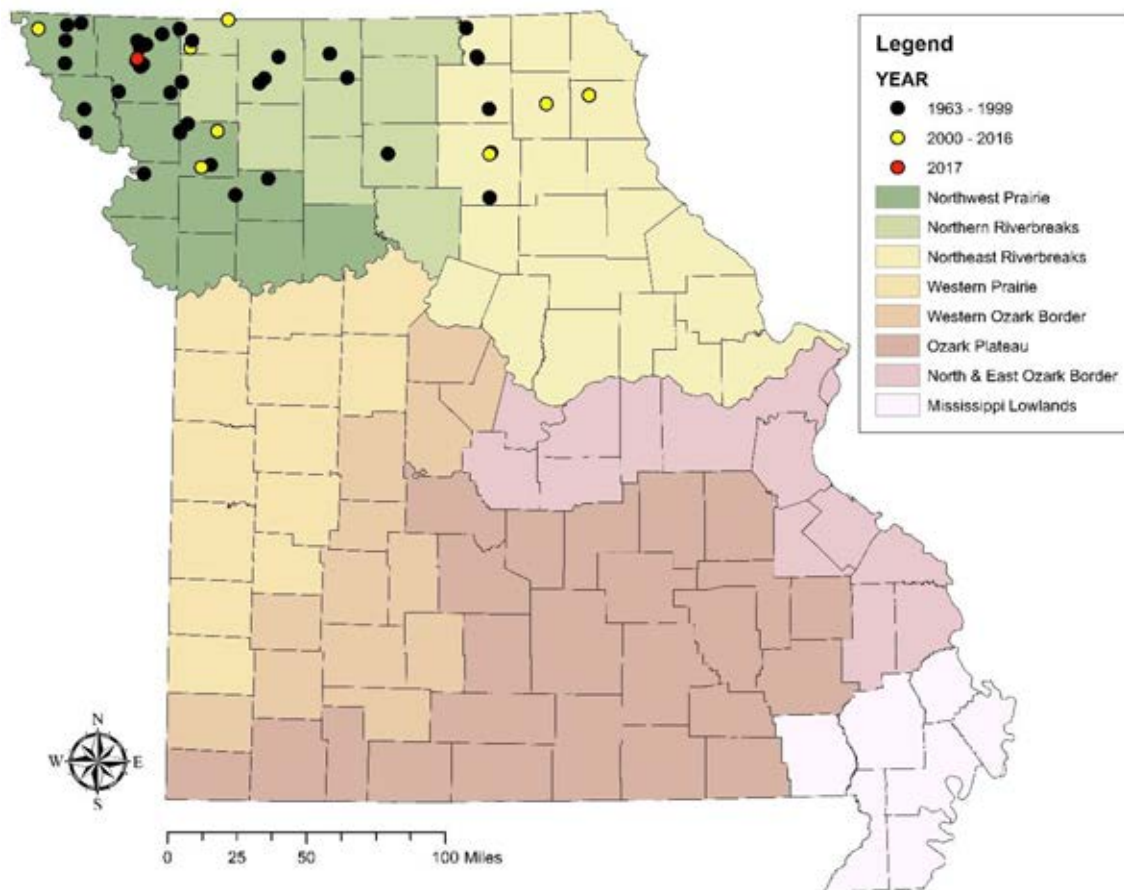 Legend
YEAR
1963 - 1999
2000 - 2016
2017
Northwest Prairie
Northern Riverbreaks
Northeast Riverbreaks
Western Prairie
Western Ozark Border
Ozark Plateau
North & East Ozark Border
Mississippi Lowlands
N
W E
S
0 25 50 100 Miles